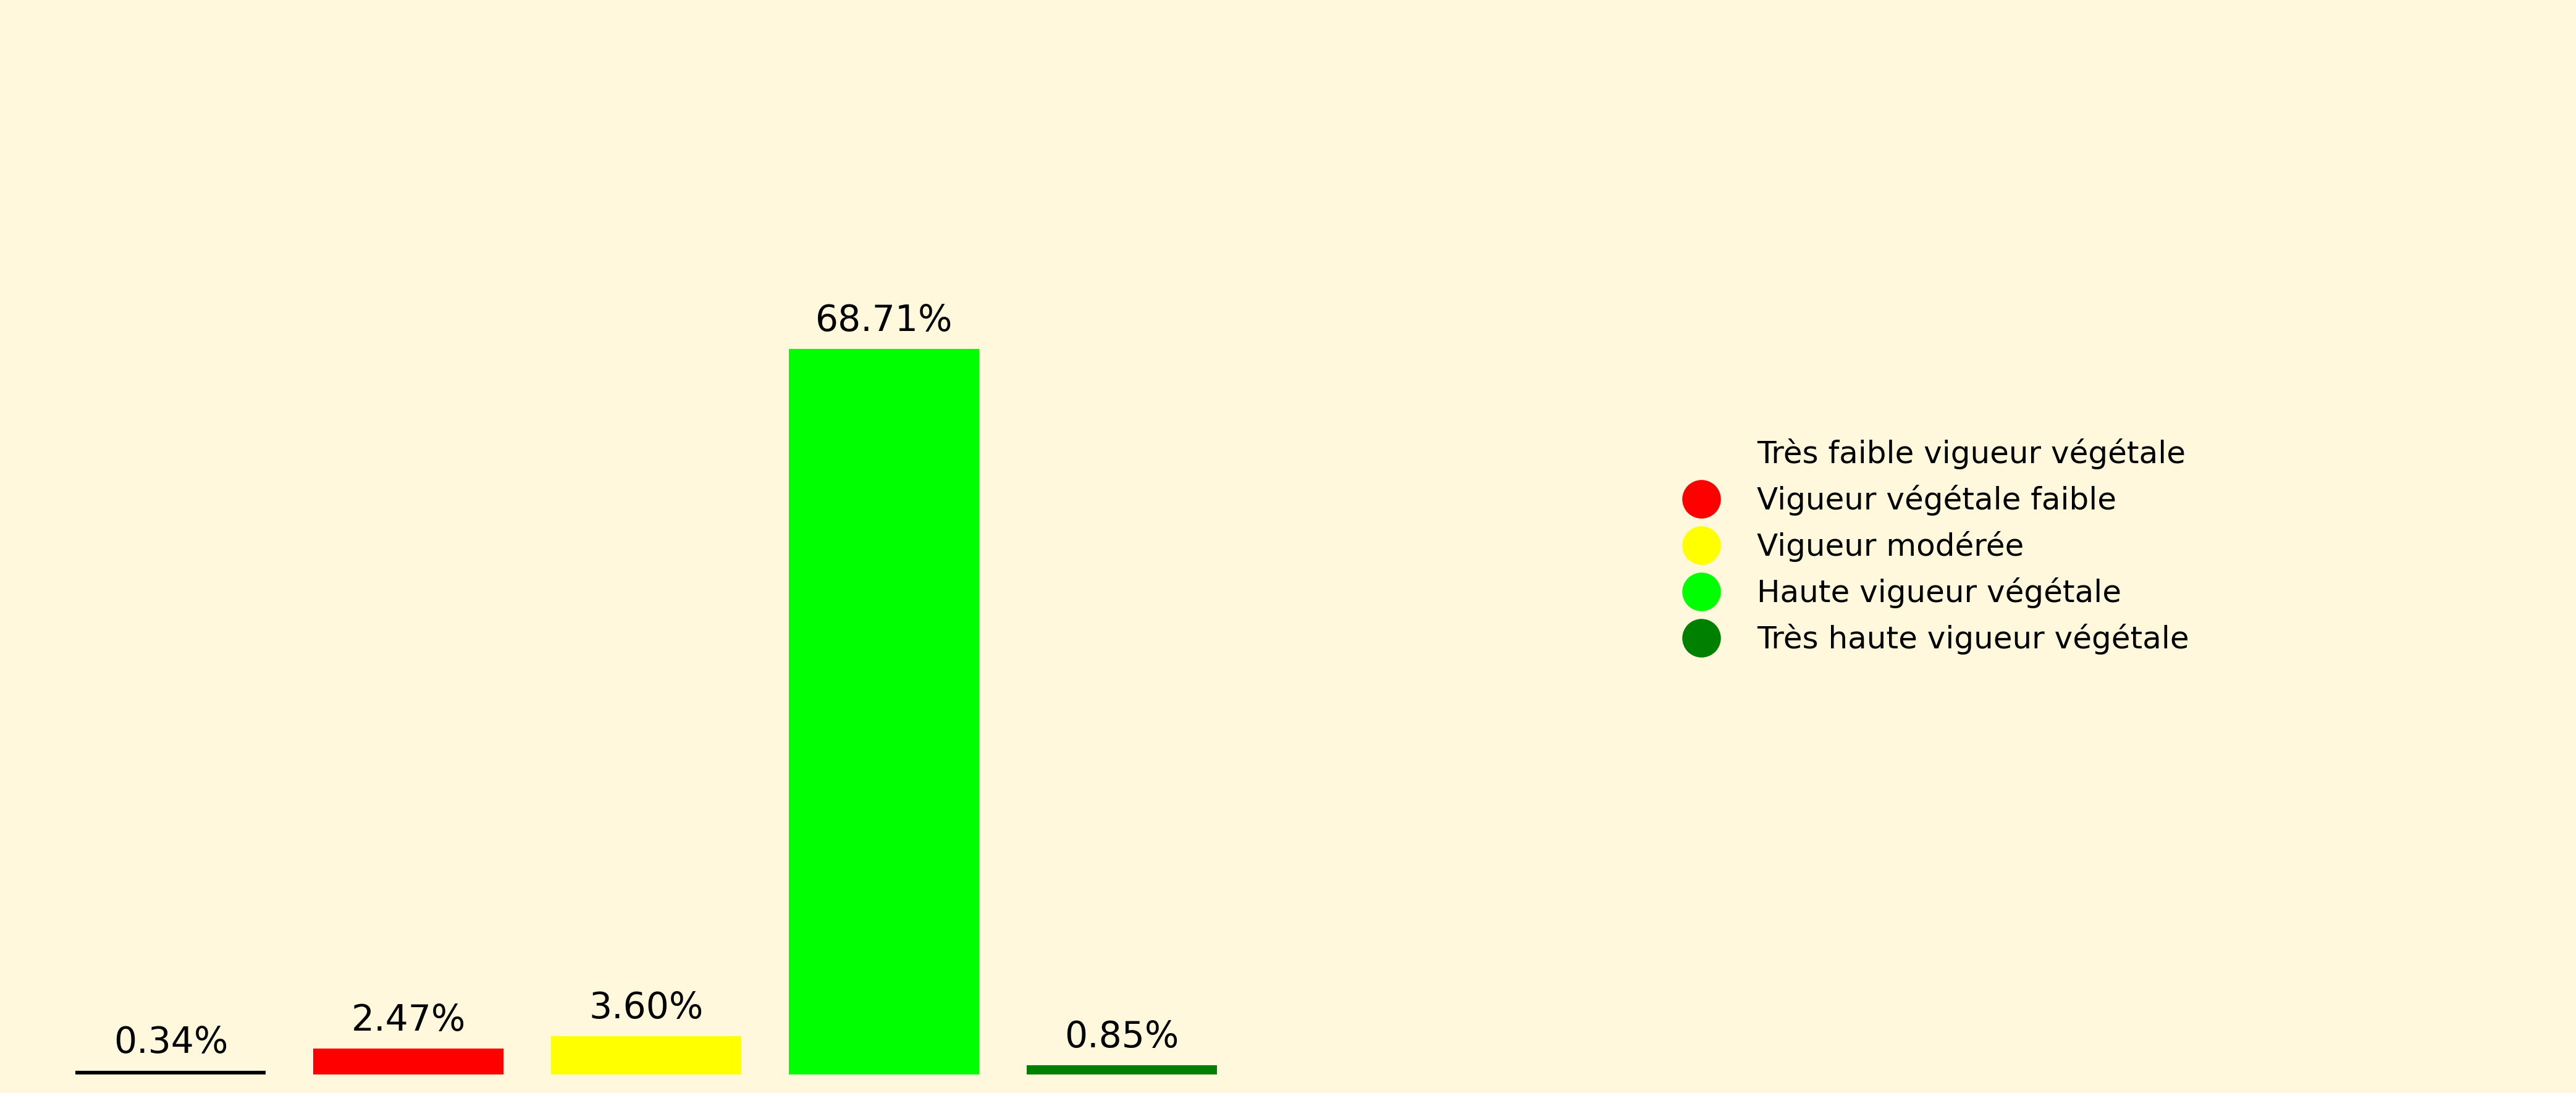 68.71%
0.34%
2.47%
3.60%
0.85%
Très faible vigueur végétale
Vigueur végétale faible
Vigueur modérée
Haute vigueur végétale
Très haute vigueur végétale